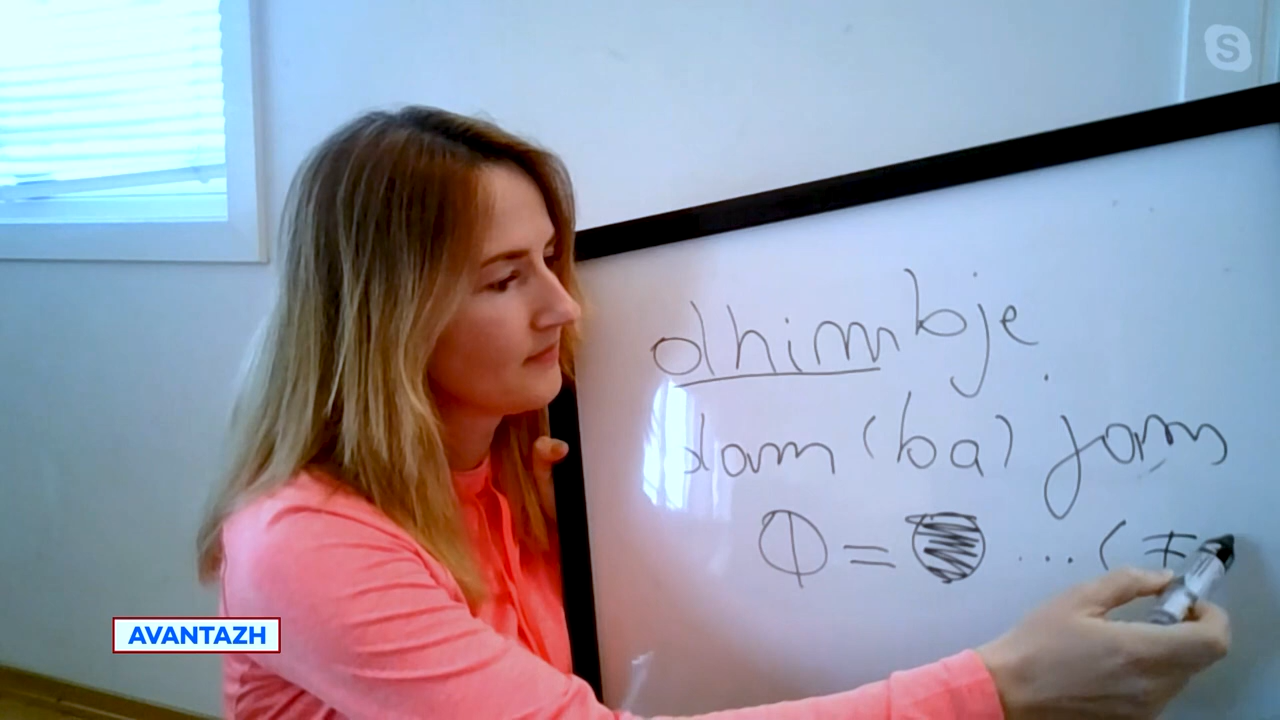 dhimbje
dam (ba) jam
Φ = ... ( ≠
AVANTAZH
S